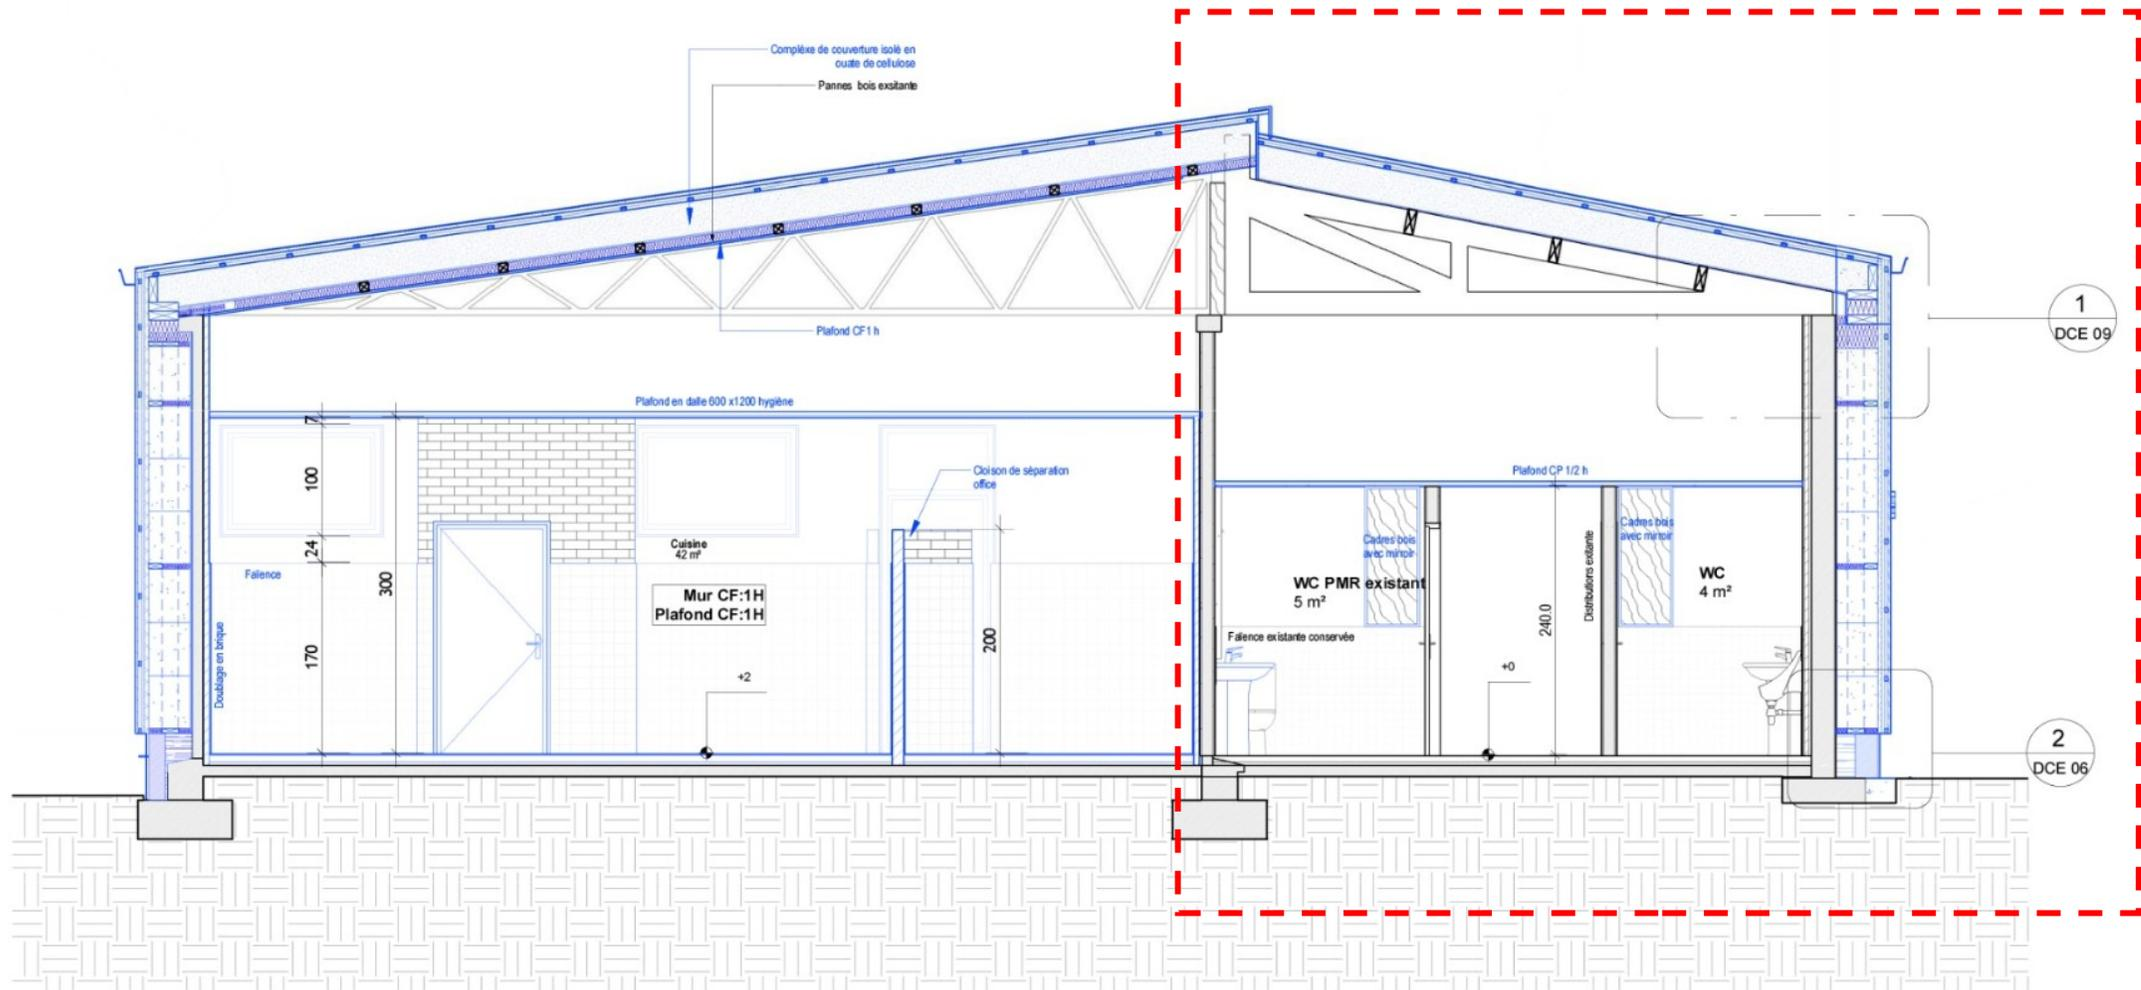 Complèxe de couverture isolé en
ouate de cellulose
Pannes bois exsitante
Plafond CF1 h
1
DCE 09
Plafond en dalle 600 x1200 hygiène
7
100
24
300
170
Faïence
Doublage en brique
Cuisine
42 m²
Mur CF:1H
Plafond CF:1H
+2
Cloison de séparation
office
200
Plafond CP 1/2 h
Cadres bois
avec mirroir
WC PMR existant
5 m²
Faïence existante conservée
240.0
+0
Distributions exitante
Cadres bois
avec mirroir
WC
4 m²
2
DCE 06